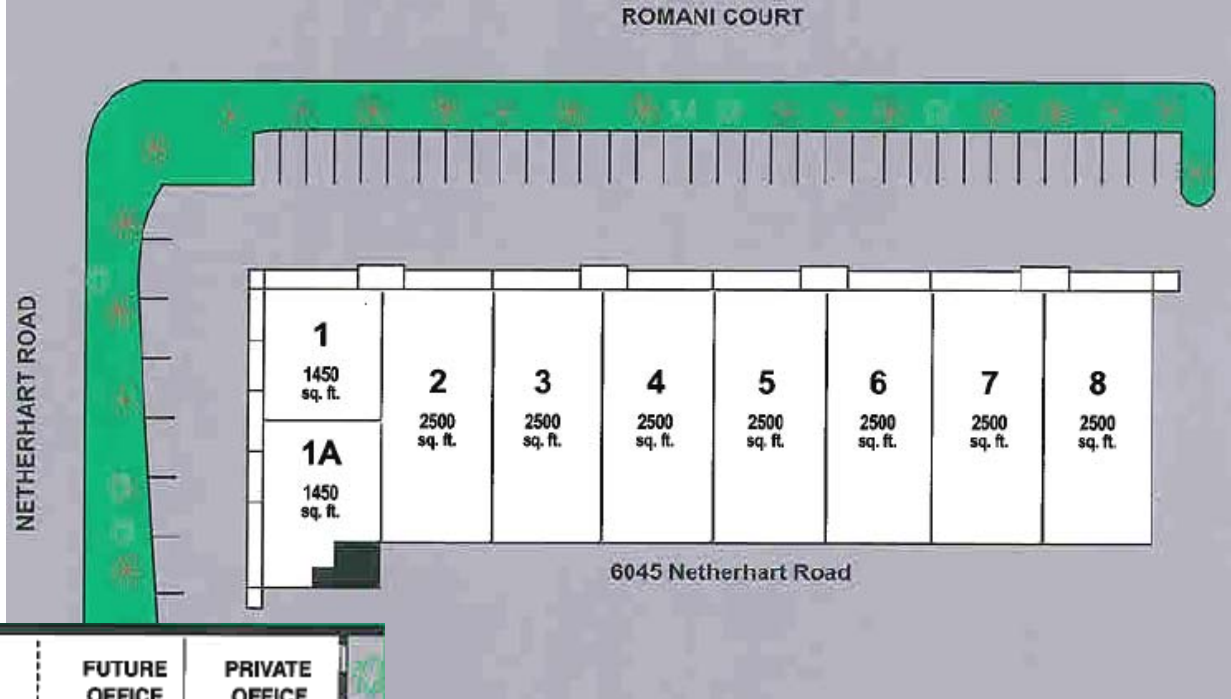 ROMANI COURT
NETHERHART ROAD
1
1450
sq. ft.
1A
1450
sq. ft.
2
2500
sq. ft.
3
2500
sq. ft.
4
2500
sq. ft.
5
2500
sq. ft.
6
2500
sq. ft.
7
2500
sq. ft.
8
2500
sq. ft.
6045 Netherhart Road
FUTURE
OFFICE
PRIVATE
OFFICE